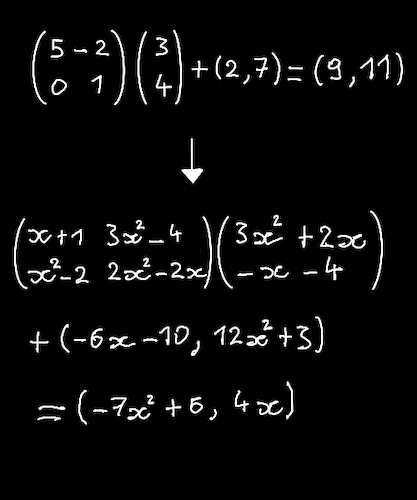 (5 -2) (3) + (2,7) = (9,11)
(0 1) (4)
↓
(x+1 3x²-4) (3x² + 2x)
(x²-2 2x²-2x) (-x - 4)
+ (-6x - 10, 12x² + 3)
= (-7x² + 6, 4x)